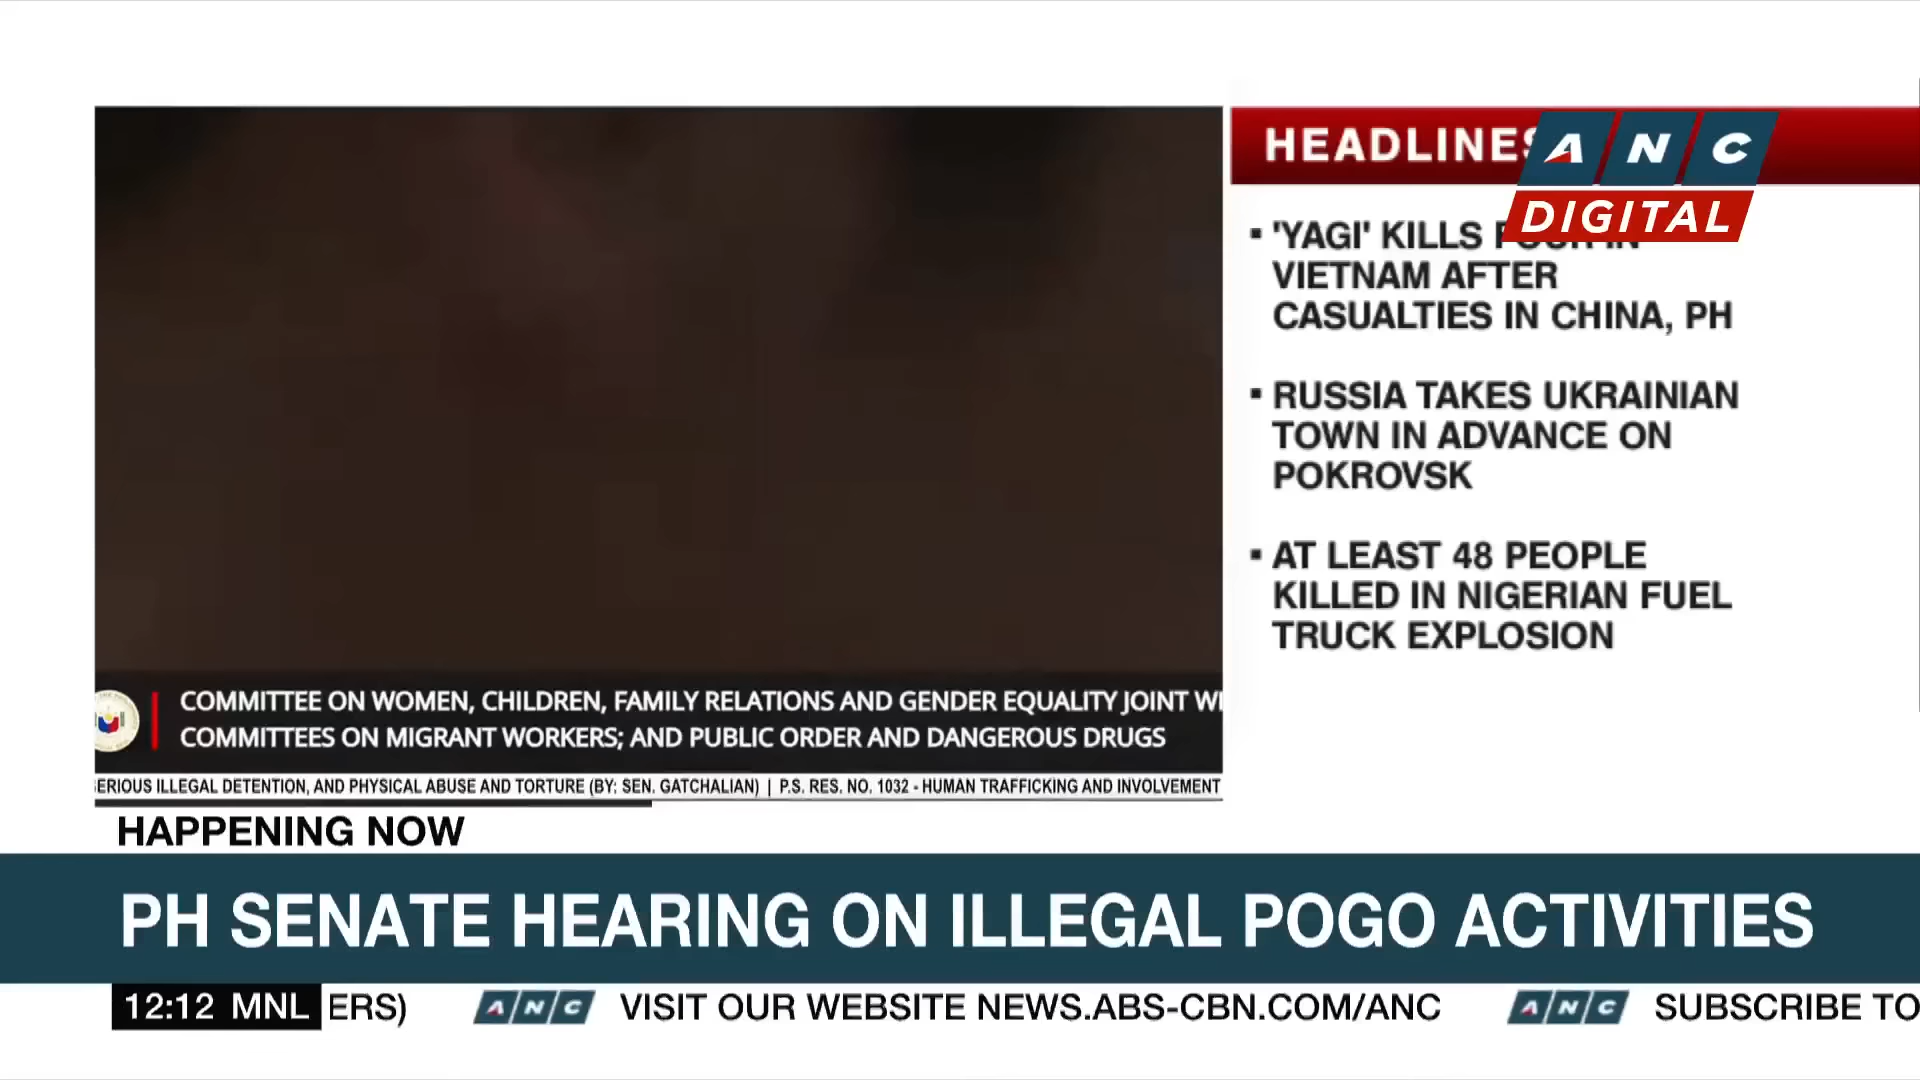 HEADLINES
ANC
DIGITAL
'YAGI' KILLS FOUR IN
VIETNAM AFTER
CASUALTIES IN CHINA, PH
RUSSIA TAKES UKRAINIAN
TOWN IN ADVANCE ON
POKROVSK
AT LEAST 48 PEOPLE
KILLED IN NIGERIAN FUEL
TRUCK EXPLOSION
COMMITTEE ON WOMEN, CHILDREN, FAMILY RELATIONS AND GENDER EQUALITY JOINT WI
COMMITTEES ON MIGRANT WORKERS; AND PUBLIC ORDER AND DANGEROUS DRUGS
ERIOUS ILLEGAL DETENTION, AND PHYSICAL ABUSE AND TORTURE (BY: SEN. GATCHALIAN) | P.S. RES. NO. 1032 - HUMAN TRAFFICKING AND INVOLVEMENT
HAPPENING NOW
PH SENATE HEARING ON ILLEGAL POGO ACTIVITIES
12:12 MNL ERS) ANC VISIT OUR WEBSITE NEWS.ABS-CBN.COM/ANC ANC SUBSCRIBE TO